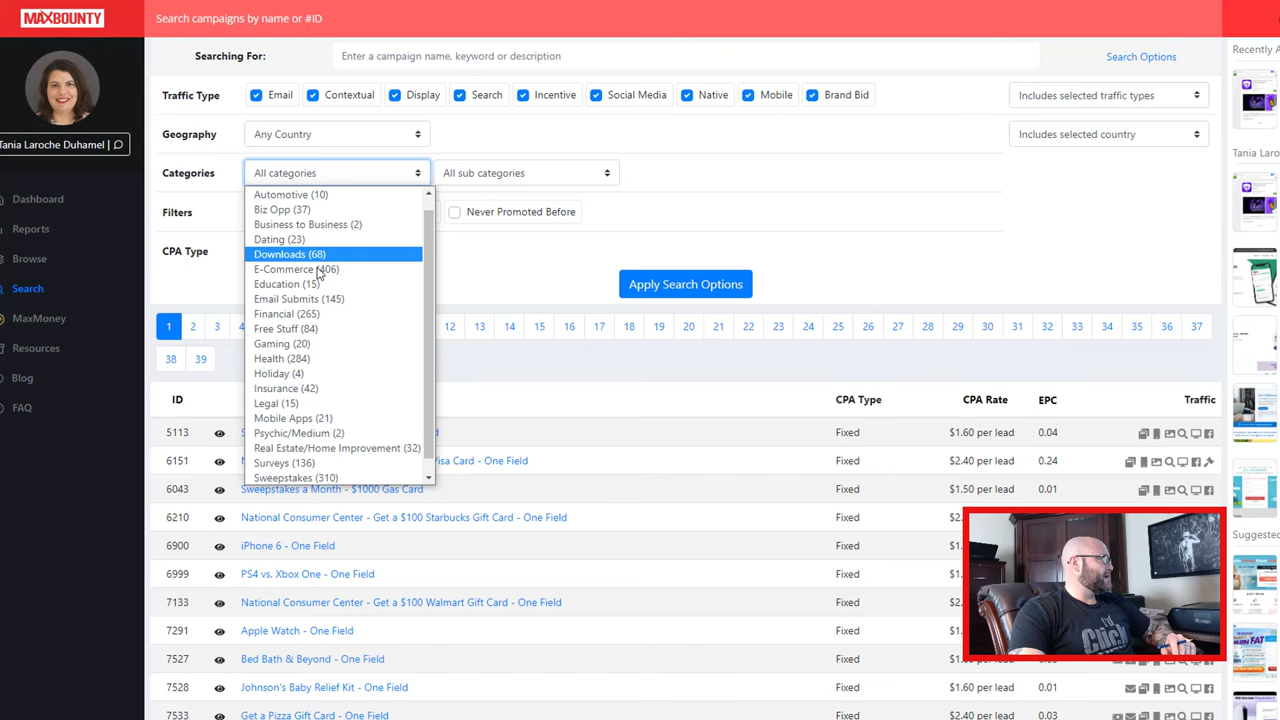 MAXBOUNTY
Search campaigns by name or #ID
Searching For:
Enter a campaign name, keyword or description
Search Options
Recently A
Traffic Type
Email
Contextual
Display
Search
Social Media
Native
Mobile
Brand Bid
Includes selected traffic types
Geography
Any Country
Includes selected country
Tania Laroche Duhamel |
Tania Laro
Categories
All categories
All sub categories
Dashboard
Reports
Browse
Search
MaxMoney
Resources
Blog
FAQ
Filters
Never Promoted Before
CPA Type
Automotive (10)
Biz Opp (37)
Business to Business (2)
Dating (23)
Downloads (68)
E-Commerce (406)
Education (15)
Email Submits (145)
Financial (265)
Free Stuff (84)
Gaming (20)
Health (284)
Holiday (4)
Insurance (42)
Legal (15)
Mobile Apps (21)
Psychic/Medium (2)
Real Estate/Home Improvement (32)
Surveys (136)
Sweepstakes (310)
Apply Search Options
1 2 3 4 12 13 14 15 16 17 18 19 20 21 22 23 24 25 26 27 28 29 30 31 32 33 34 35 36 37
38 39
ID CPA Type CPA Rate EPC Traffic
5113 Fixed $1.60 per lead 0.04
6151 Visa Card - One Field Fixed $2.40 per lead 0.24
6043 Sweepstakes a Month - $1000 Gas Card Fixed $1.50 per lead 0.01
6210 National Consumer Center - Get a $100 Starbucks Gift Card - One Field Fixed
6900 iPhone 6 - One Field Fixed
6999 PS4 vs. Xbox One - One Field Fixed
7133 National Consumer Center - Get a $100 Walmart Gift Card - One Field Fixed
7291 Apple Watch - One Field Fixed
7527 Bed Bath & Beyond - One Field Fixed
7528 Johnson's Baby Relief Kit - One Field Fixed $1.60 per lead 0.01
7533 Get a Pizza Gift Card - One Field Fixed $2.40 per lead 0.03
Suggested
I'd
Click